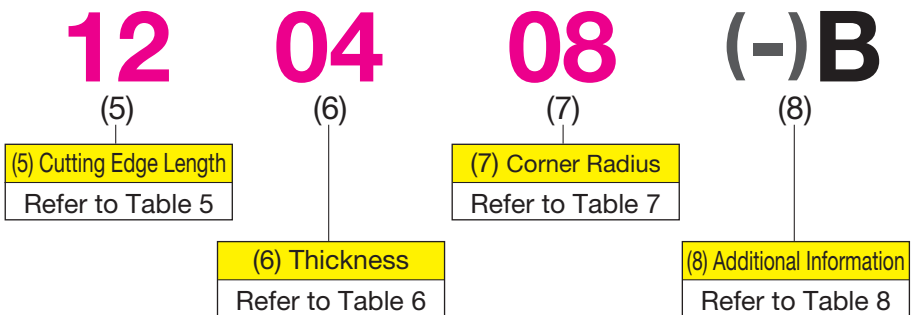 12 04 08 (-)B
(5) (6) (7) (8)
(5) Cutting Edge Length (7) Corner Radius
Refer to Table 5 Refer to Table 7
(6) Thickness (8) Additional Information
Refer to Table 6 Refer to Table 8